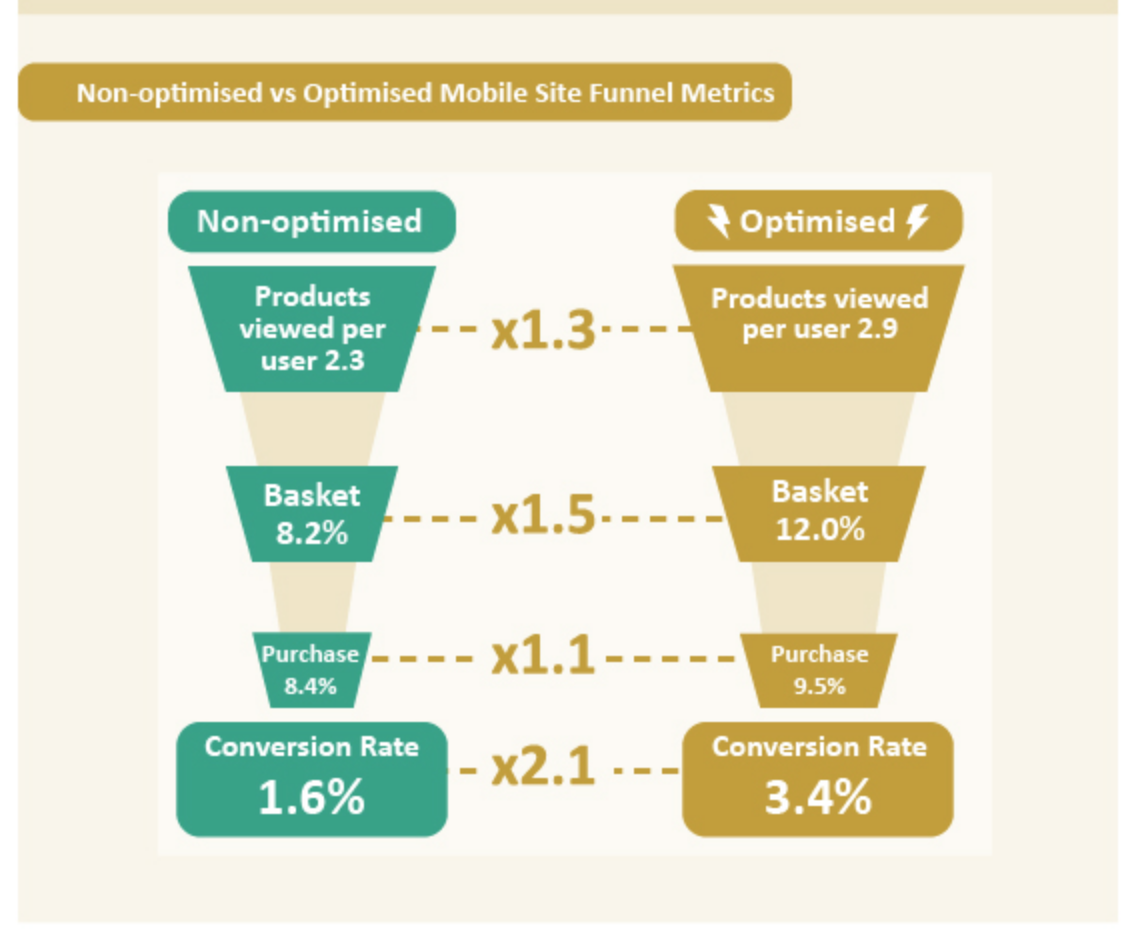 Non-optimised vs Optimised Mobile Site Funnel Metrics
Non-optimised
Optimised
Products
viewed per
user 2.3
x1.3
Products viewed
per user 2.9
Basket
8.2%
x1.5
Basket
12.0%
Purchase
8.4%
x1.1
Purchase
9.5%
Conversion Rate
1.6%
x2.1
Conversion Rate
3.4%